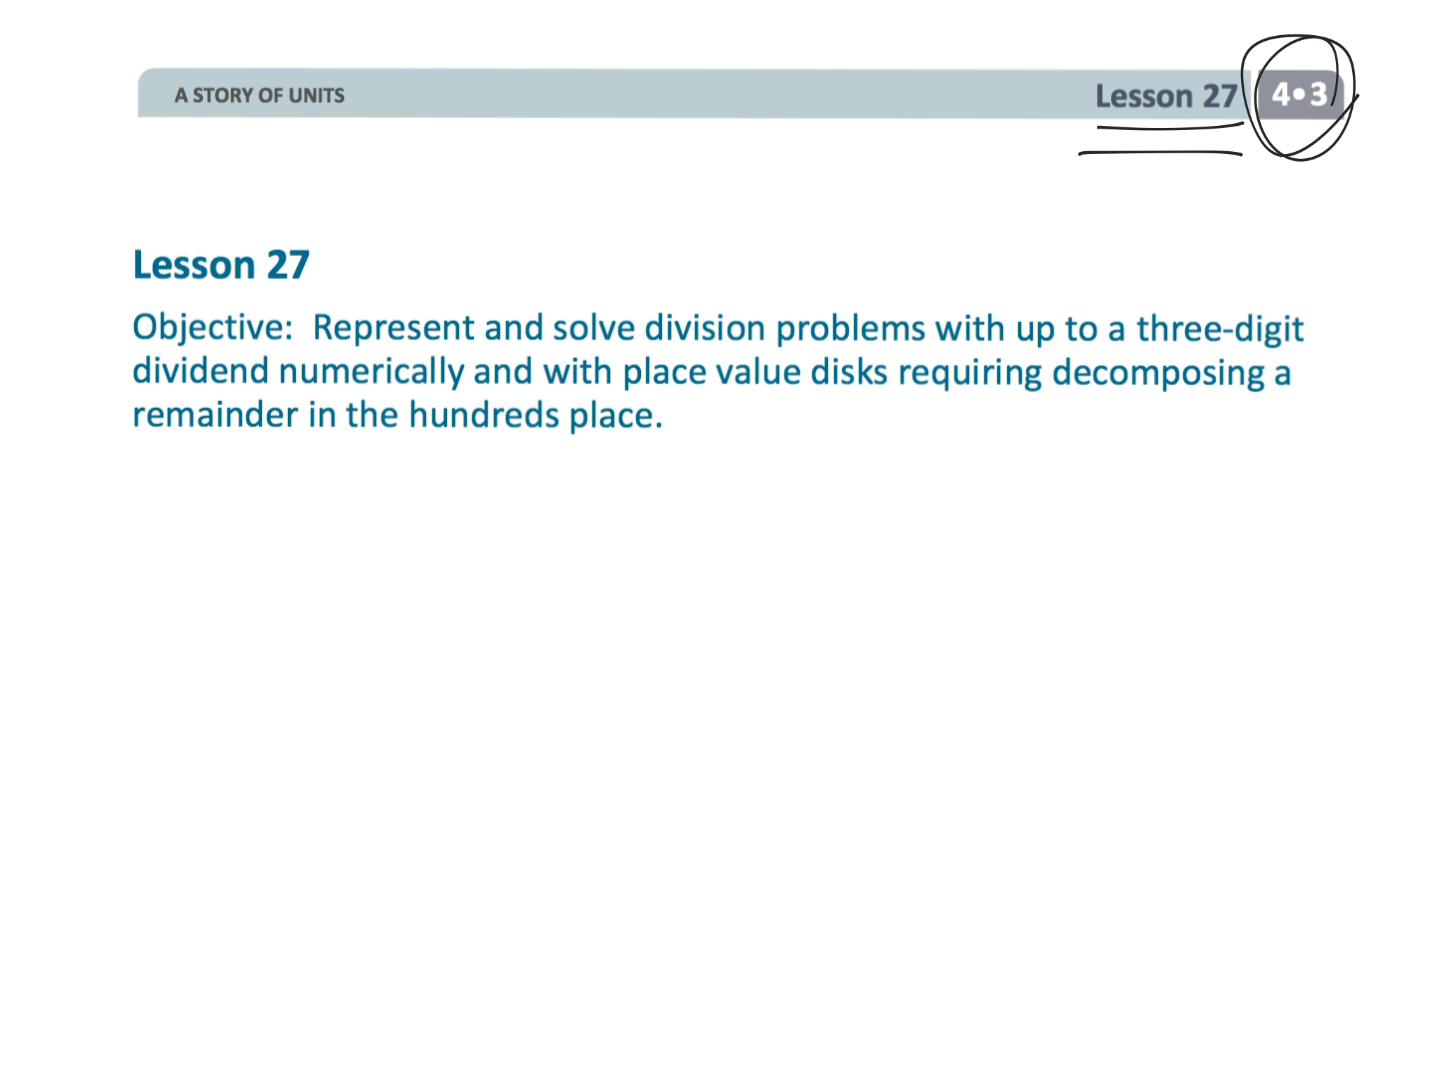 A STORY OF UNITS
Lesson 27
4•3
Lesson 27
Objective: Represent and solve division problems with up to a three-digit
dividend numerically and with place value disks requiring decomposing a
remainder in the hundreds place.